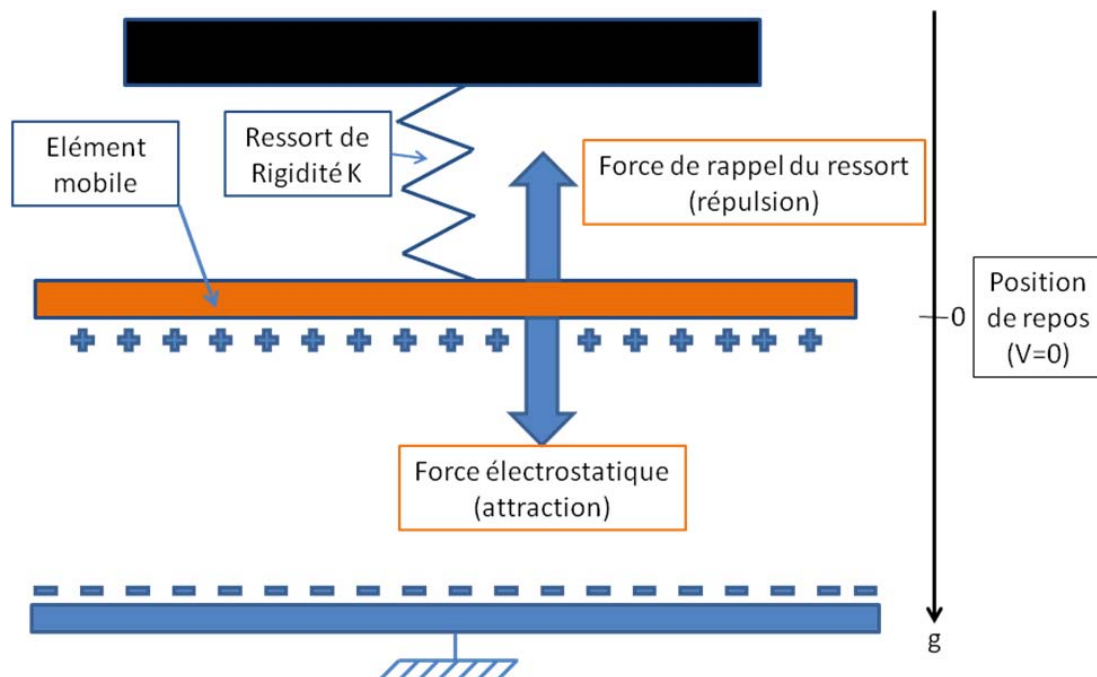 Elément
mobile
Ressort de
Rigidité K
Force de rappel du ressort
(répulsion)
0
Position
de repos
(V=0)
Force électrostatique
(attraction)
g